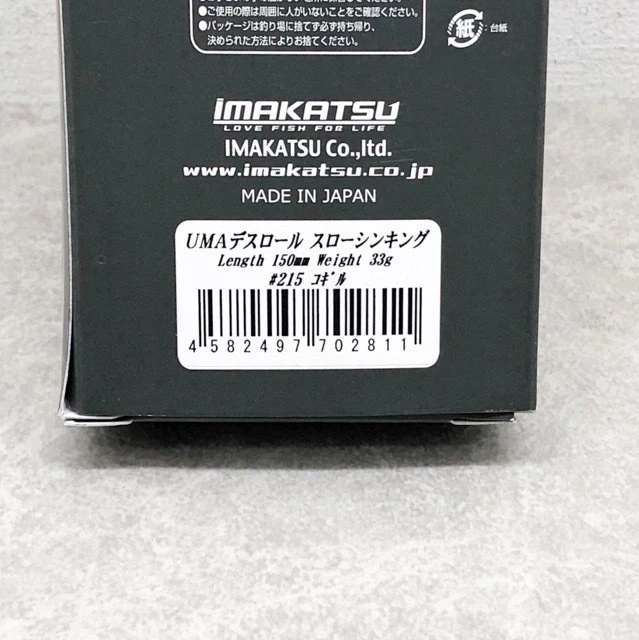 ●ご使用の際は周囲に人がいないことをご確認ください。
●パッケージは釣り場に捨てず必ず持ち帰り、
決められた方法によりお捨てください。
紙 :台紙
IMAKATSU
LOVE FISH FOR LIFE
IMAKATSU Co.,ltd.
www.imakatsu.co.jp
MADE IN JAPAN
UMAデスロール スローシンキング
Length 150mm Weight 33g
#215 コギル
4 582497 702811